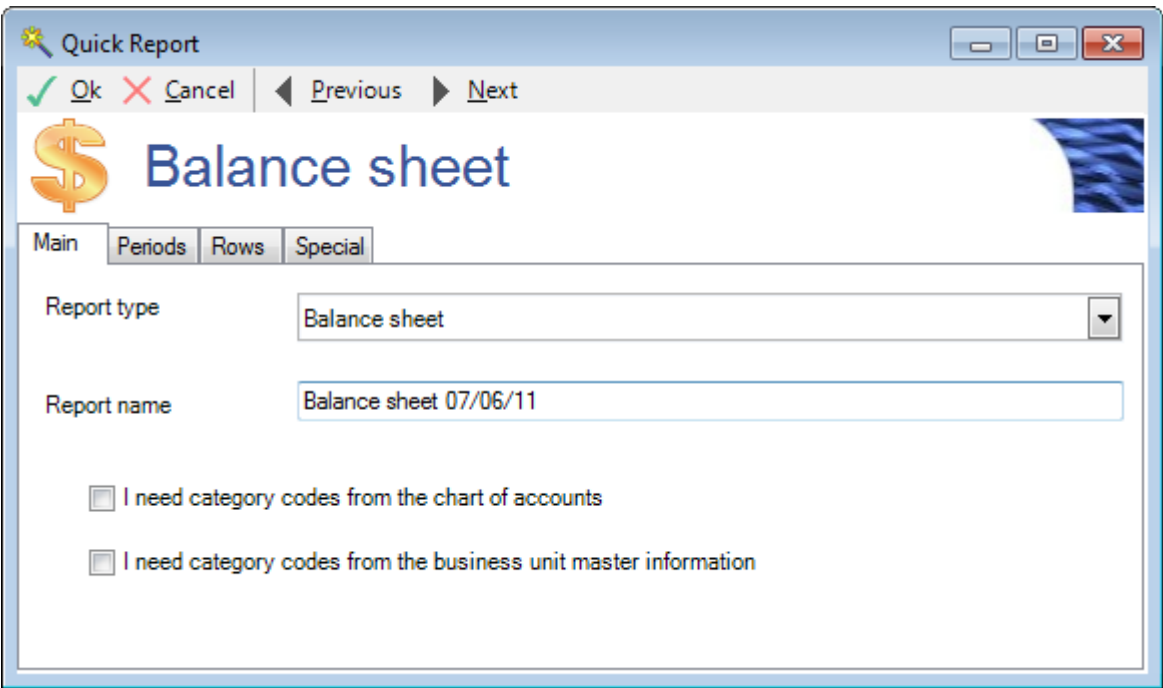 Quick Report
Ok Cancel Previous Next
Balance sheet
Main Periods Rows Special
Report type Balance sheet
Report name Balance sheet 07/06/11
I need category codes from the chart of accounts
I need category codes from the business unit master information